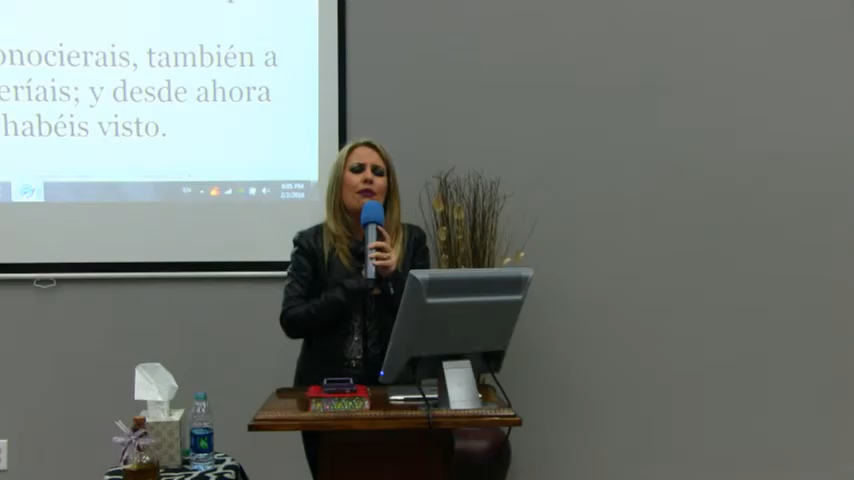 onocierais, también a
eríais; y desde ahora
habéis visto.